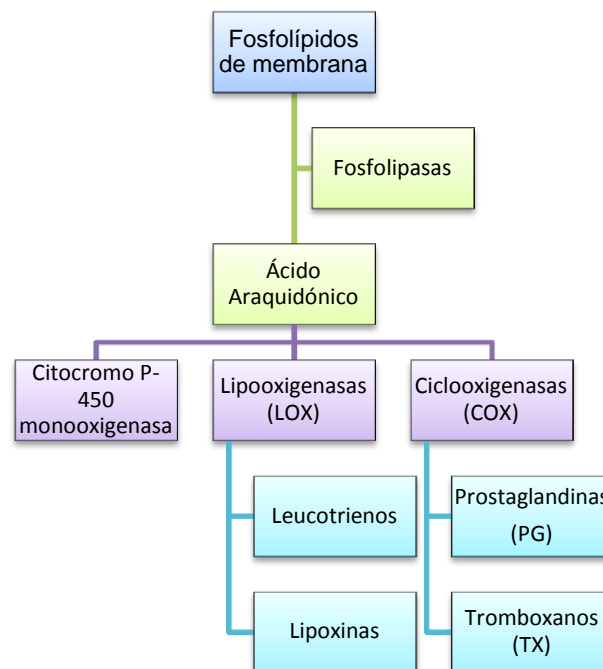 Fosfolípidos
de membrana
Fosfolipasas
Ácido
Araquidónico
Citocromo P-
450
monooxigenasa
Lipooxigenasas
(LOX)
Ciclooxigenasas
(COX)
Leucotrienos
Prostaglandinas
(PG)
Lipoxinas
Tromboxanos
(TX)